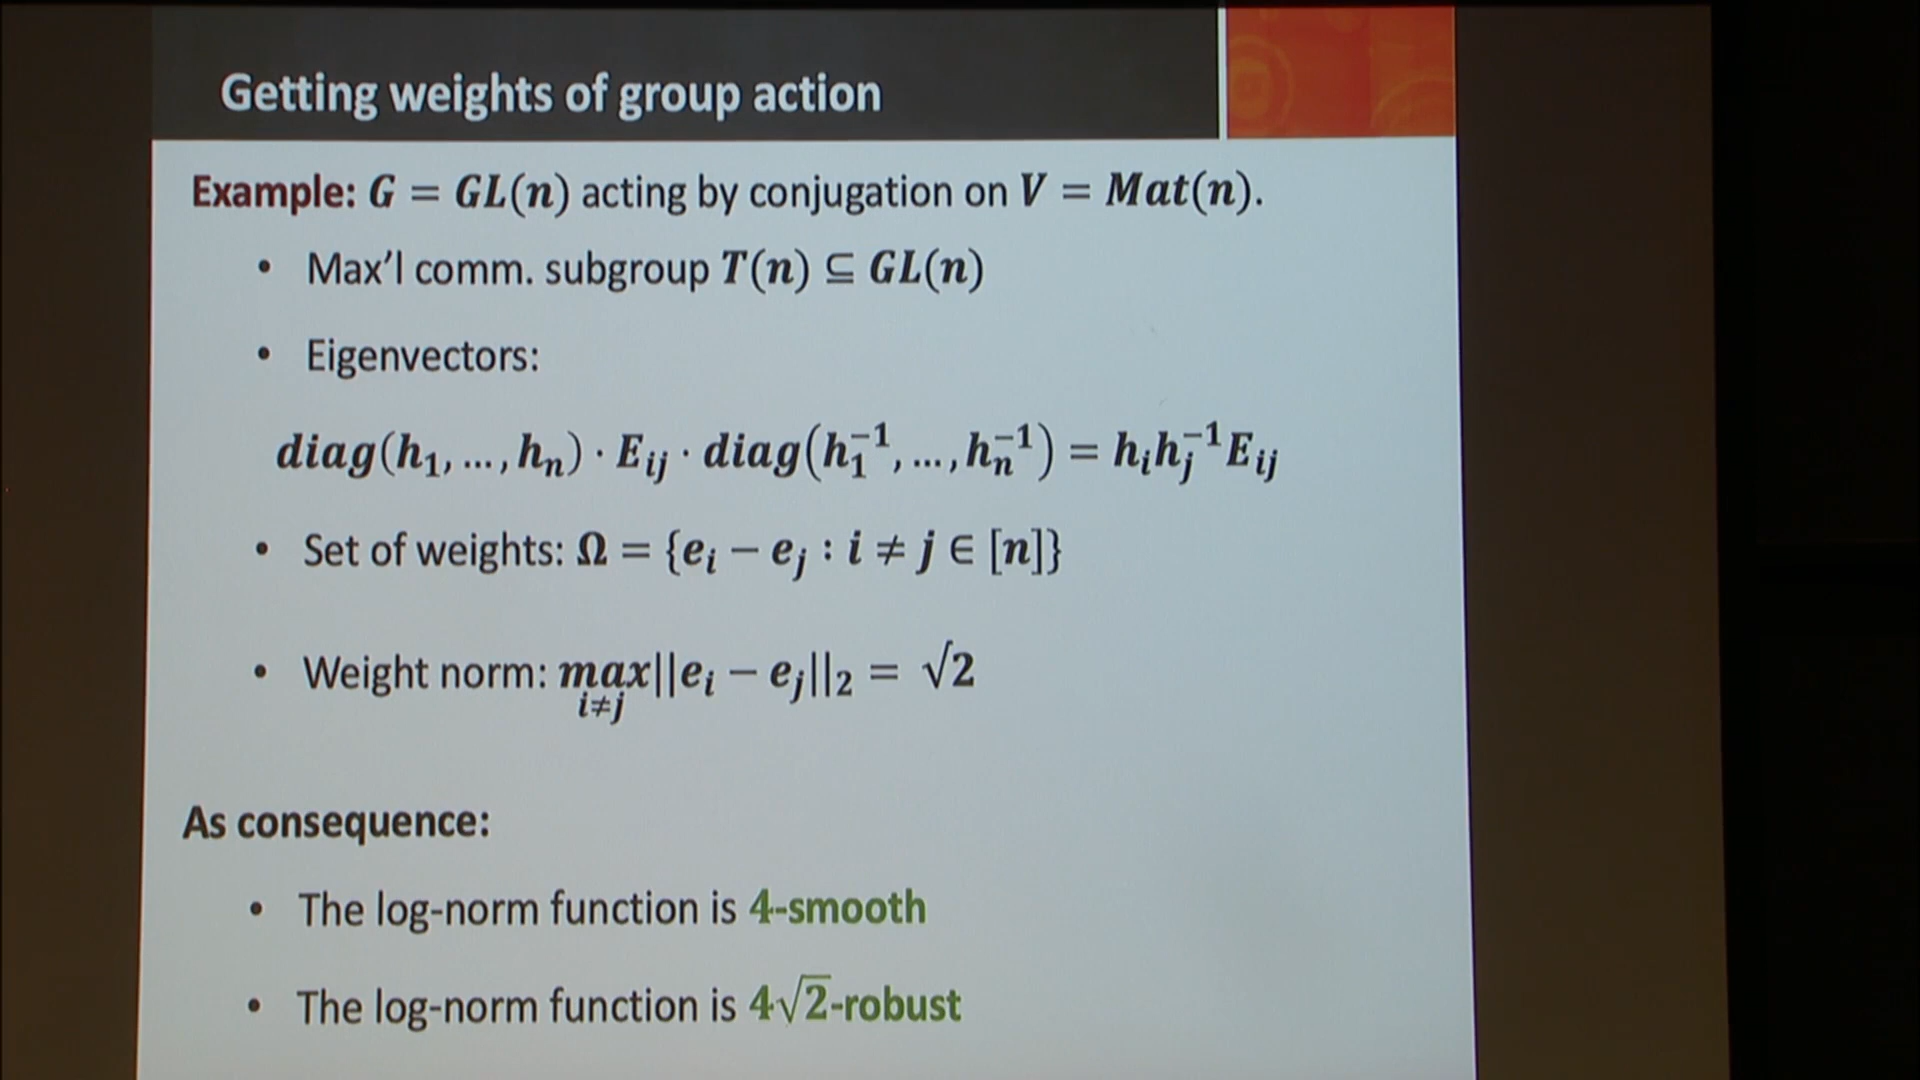 Getting weights of group action
Example: G = GL(n) acting by conjugation on V = Mat(n).
• Max'l comm. subgroup T(n) ⊆ GL(n)
• Eigenvectors:
diag(h₁, …, hₙ) · Eᵢⱼ · diag(h₁⁻¹, …, hₙ⁻¹) = hᵢhⱼ⁻¹Eᵢⱼ
• Set of weights: Ω = {eᵢ − eⱼ : i ≠ j ∈ [n]}
• Weight norm: max||eᵢ − eⱼ||₂ = √2
i≠j
As consequence:
• The log-norm function is 4-smooth
• The log-norm function is 4√2-robust